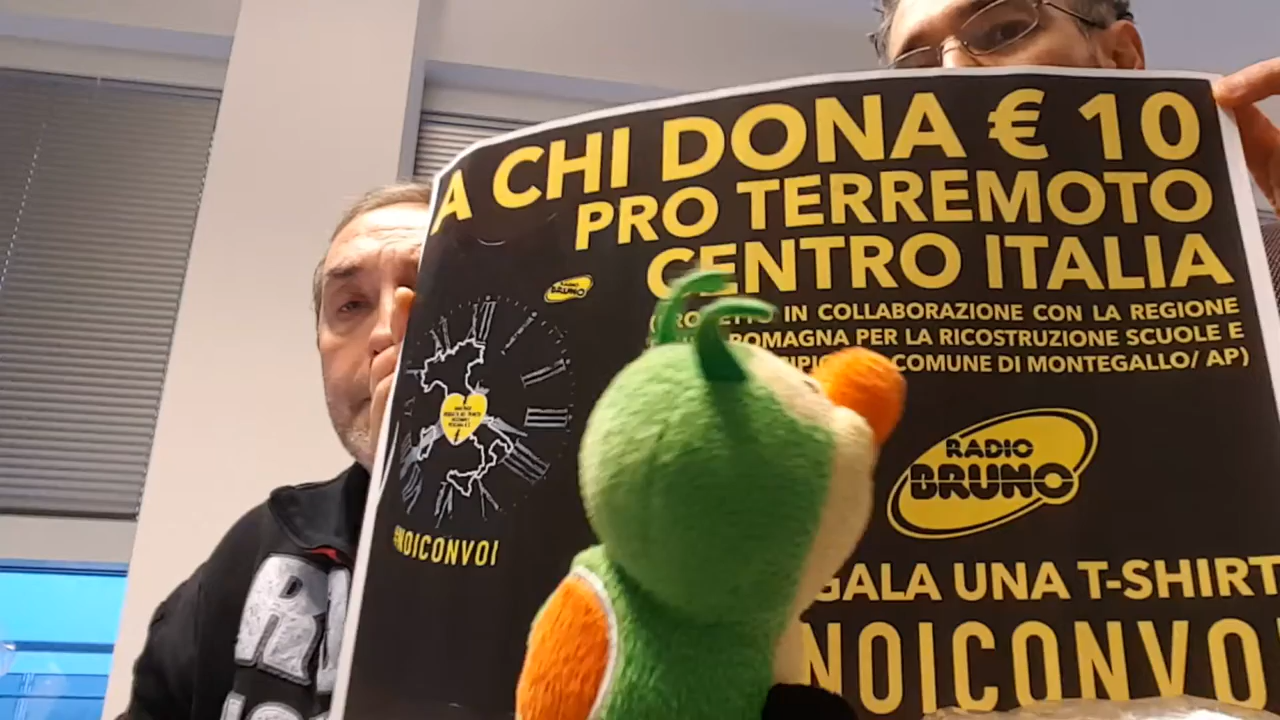 A CHI DONA € 10
PRO TERREMOTO
CENTRO ITALIA
IN COLLABORAZIONE CON LA REGIONE
ROMAGNA PER LA RICOSTRUZIONE SCUOLE E
COMUNE DI MONTEGALLO/ AP)
RADIO
BRUNO
#NOICONVOI
RADIO
BRUNO
GALA UNA T-SHIRT
NOICONVO